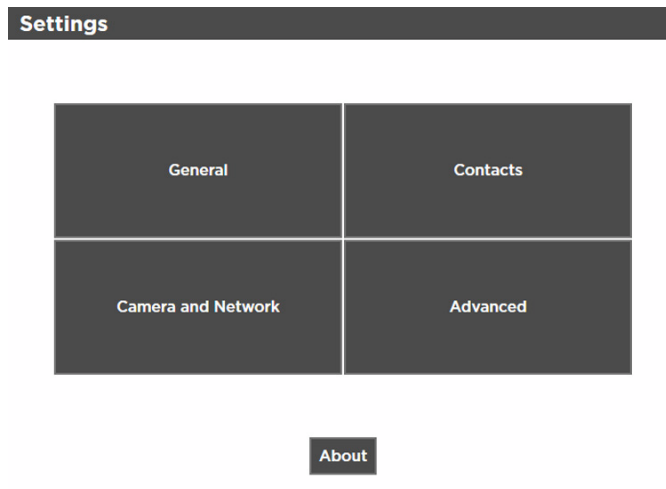 Settings
General
Contacts
Camera and Network
Advanced
About